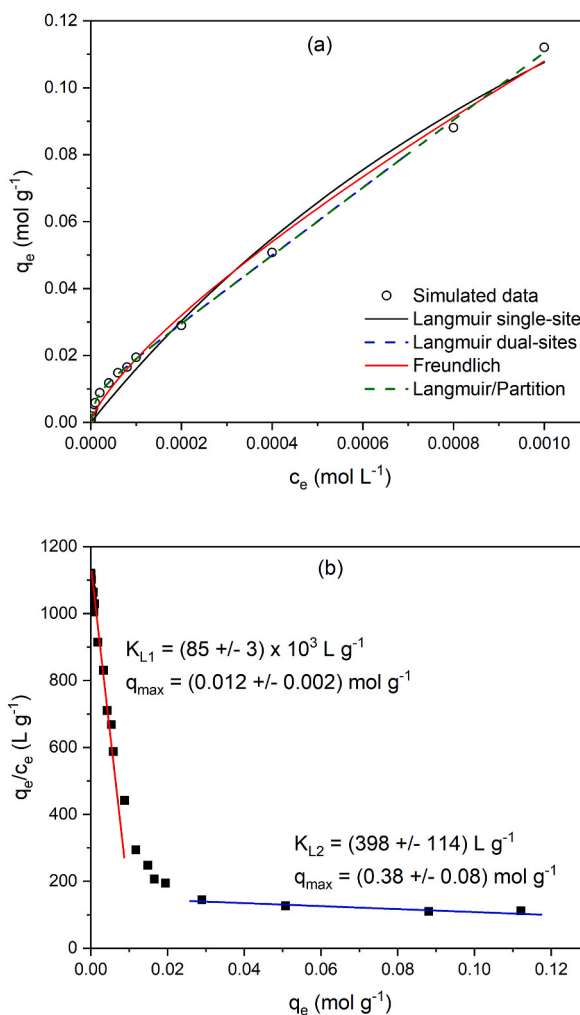 (a)
0.12
0.10
0.08
0.06
0.04
0.02
0.00
qₑ (mol g⁻¹)
Simulated data
Langmuir single-site
Langmuir dual-sites
Freundlich
Langmuir/Partition
0.0000 0.0002 0.0004 0.0006 0.0008 0.0010
cₑ (mol L⁻¹)
(b)
1200
1000
800
600
400
200
0
qₑ/cₑ (L g⁻¹)
K_L1 = (85 +/- 3) x 10³ L g⁻¹
q_max = (0.012 +/- 0.002) mol g⁻¹
K_L2 = (398 +/- 114) L g⁻¹
q_max = (0.38 +/- 0.08) mol g⁻¹
0.00 0.02 0.04 0.06 0.08 0.10 0.12
qₑ (mol g⁻¹)